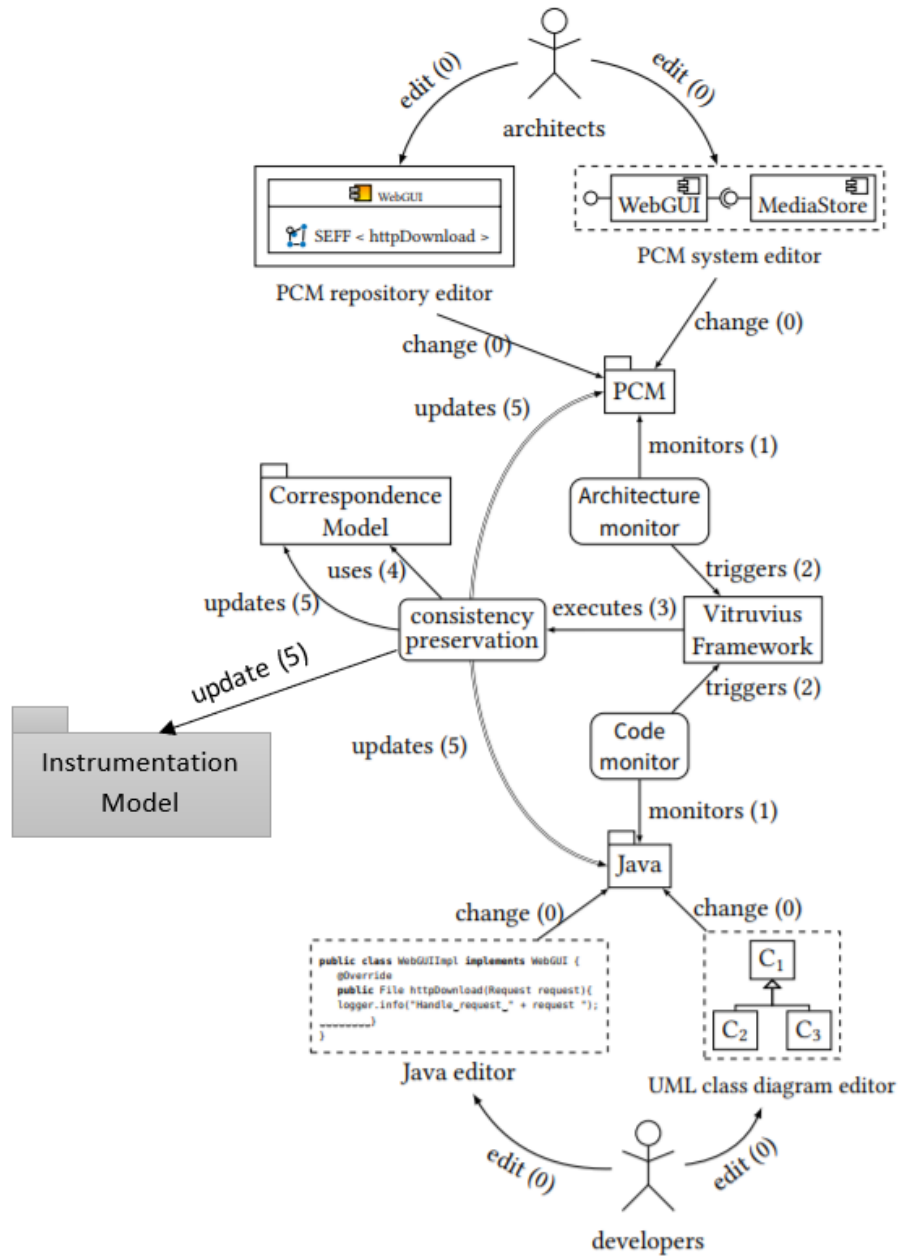 edit (0)
edit (0)
architects
WebGUI
SEFF < httpDownload >
WebGUI
MediaStore
PCM repository editor
PCM system editor
change (0)
change (0)
PCM
updates (5)
monitors (1)
Correspondence
Model
Architecture
monitor
uses (4)
triggers (2)
updates (5)
consistency
preservation
executes (3)
Vitruvius
Framework
update (5)
triggers (2)
Instrumentation
Model
updates (5)
Code
monitor
monitors (1)
Java
change (0)
change (0)
public class WebGUIImpl implements WebGUI {
@Override
public File httpDownload(Request request){
logger.info("Handle_request_" + request ");
________}
}
C1
C2
C3
Java editor
UML class diagram editor
edit (0)
edit (0)
developers